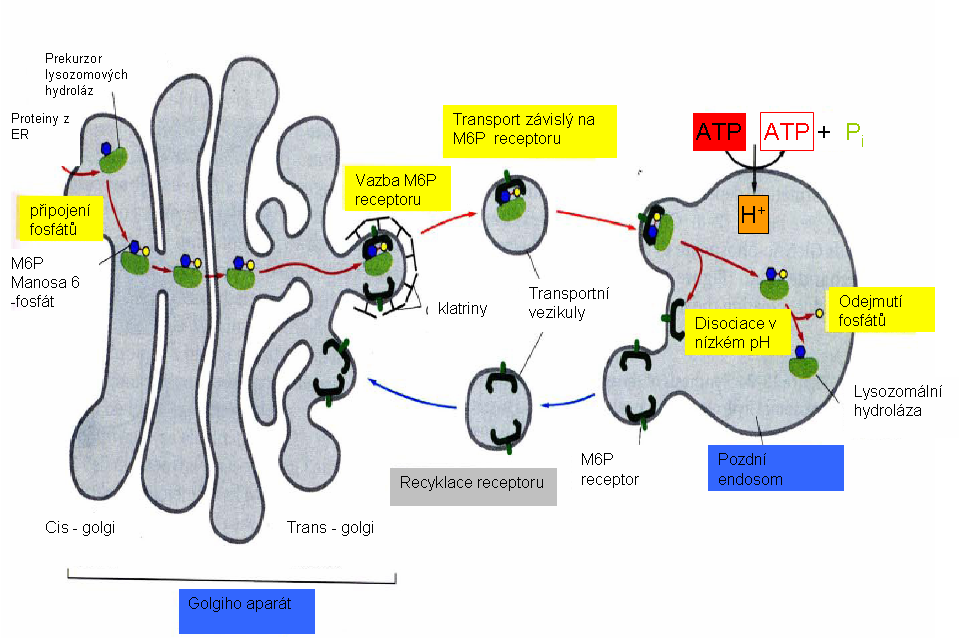 Prekurzor
lysozomových
hydroláz
Proteiny z
ER
připojení
fosfátů
M6P
Manosa 6
-fosfát
Vazba M6P
receptoru
Transport závislý na
M6P receptoru
ATP
ATP + Pi
H+
klatriny
Transportní
vezikuly
Disociace v
nízkém pH
Odejmutí
fosfátů
Lysozomální
hydroláza
M6P
receptor
Pozdní
endosom
Recyklace receptoru
Cis - golgi
Trans - golgi
Golgiho aparát